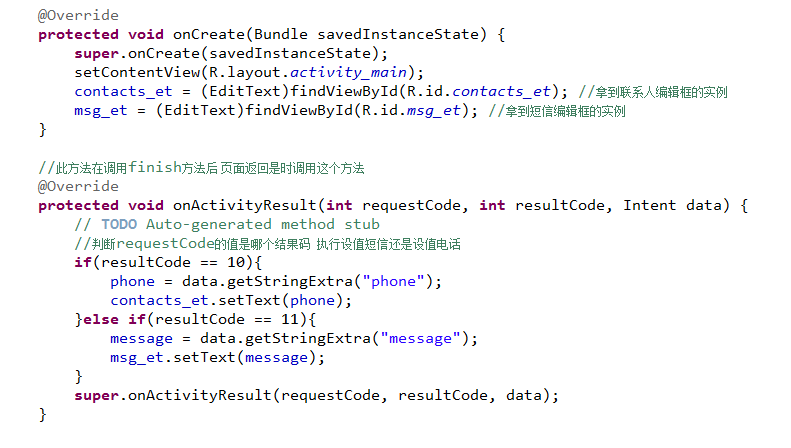 @Override
protected void onCreate(Bundle savedInstanceState) {
super.onCreate(savedInstanceState);
setContentView(R.layout.activity_main);
contacts_et = (EditText)findViewById(R.id.contacts_et); //拿到联系人编辑框的实例
msg_et = (EditText)findViewById(R.id.msg_et); //拿到短信编辑框的实例
}
//此方法在调用finish方法后 页面返回是时调用这个方法
@Override
protected void onActivityResult(int requestCode, int resultCode, Intent data) {
// TODO Auto-generated method stub
//判断requestCode的值是哪个结果码 执行设值短信还是设值电话
if(resultCode == 10){
phone = data.getStringExtra("phone");
contacts_et.setText(phone);
}else if(resultCode == 11){
message = data.getStringExtra("message");
msg_et.setText(message);
}
super.onActivityResult(requestCode, resultCode, data);
}